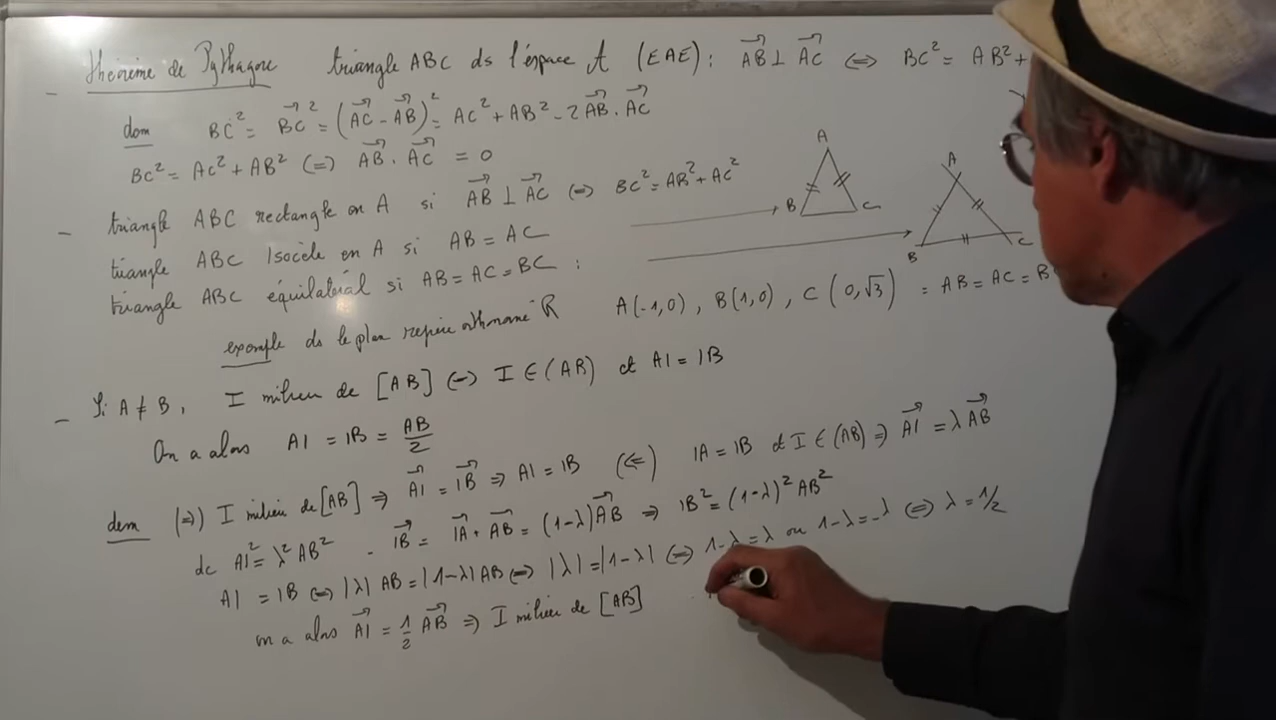 théorème de Pythagore triangle ABC ds l'espace A (EAE) : AB⃗ ⊥ AC⃗ ⇔ BC² = AB² +
dem BC² = BC⃗² = (AC⃗ - AB⃗)² = AC² + AB² - 2AB⃗ . AC⃗
BC² = AC² + AB² ⇔ AB⃗ . AC⃗ = 0
- triangle ABC rectangle en A si AB⃗ ⊥ AC⃗ ⇔ BC² = AB² + AC²
triangle ABC Isocèle en A si AB = AC
triangle ABC équilatéral si AB = AC = BC :
A
B
C
A
B
C
exemple ds le plan repéré orthonormé R A(-1,0), B(1,0), C(0,√3) : AB = AC = B
- Si A ≠ B, I milieu de [AB] ⇔ I ∈ (AB) et AI = IB
On a alors AI = IB = AB/2
dem (⇒) I milieu de [AB] ⇒ AI⃗ = IB⃗ ⇒ AI = IB (⇐) IA = IB et I ∈ (AB) ⇒ AI⃗ = λ AB⃗
dc AI² = λ² AB² - IB⃗ = IA⃗ + AB⃗ = (1-λ) AB⃗ ⇒ IB² = (1-λ)² AB²
AI = IB ⇔ |λ| AB = |1-λ| AB ⇔ |λ| = |1-λ| ⇔ 1-λ = λ ou 1-λ = -λ ⇔ λ = 1/2
on a alors AI⃗ = 1/2 AB⃗ ⇒ I milieu de [AB]